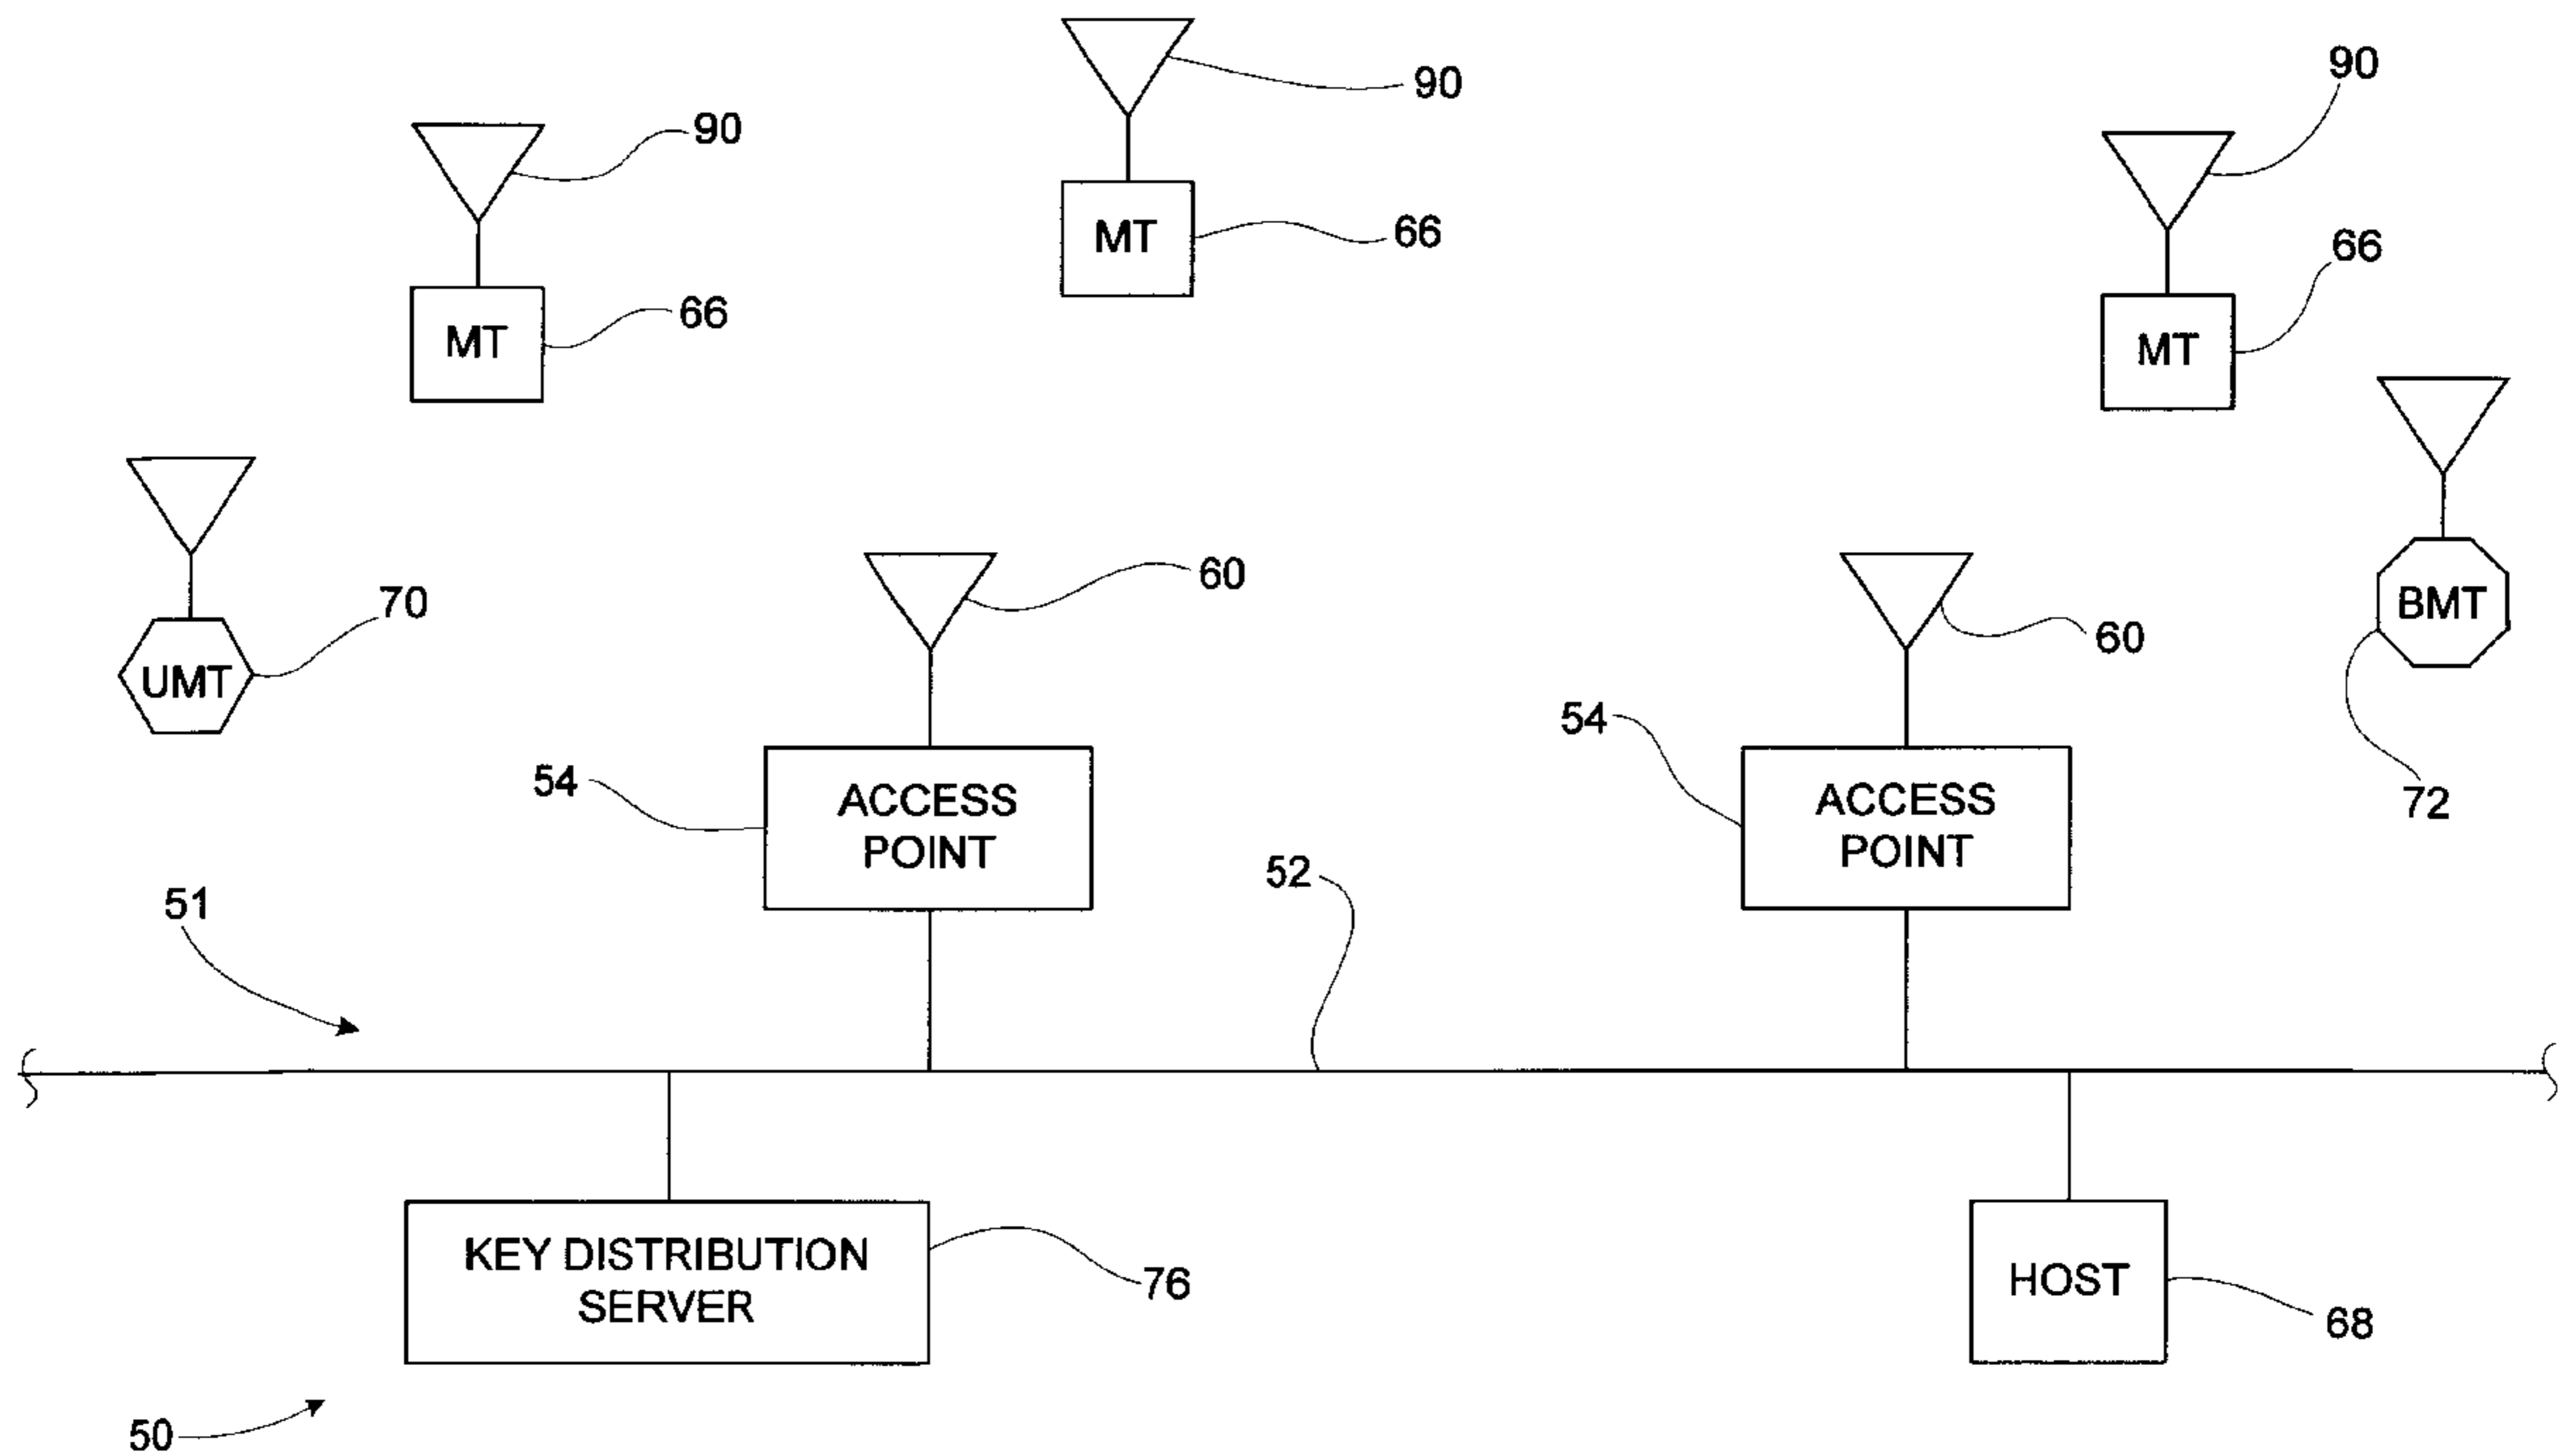 90
90
90
MT
66
MT
66
MT
66
UMT
70
60
60
BMT
72
54
ACCESS
POINT
54
ACCESS
POINT
52
51
KEY DISTRIBUTION
SERVER
76
HOST
68
50